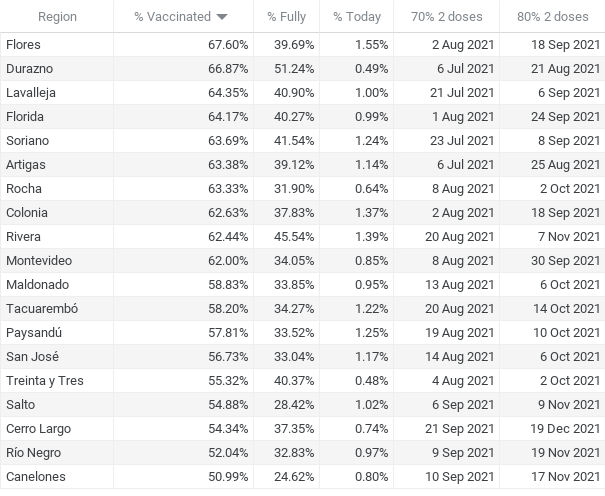 Region % Vaccinated % Fully % Today 70% 2 doses 80% 2 doses
Flores 67.60% 39.69% 1.55% 2 Aug 2021 18 Sep 2021
Durazno 66.87% 51.24% 0.49% 6 Jul 2021 21 Aug 2021
Lavalleja 64.35% 40.90% 1.00% 21 Jul 2021 6 Sep 2021
Florida 64.17% 40.27% 0.99% 1 Aug 2021 24 Sep 2021
Soriano 63.69% 41.54% 1.24% 23 Jul 2021 8 Sep 2021
Artigas 63.38% 39.12% 1.14% 6 Jul 2021 25 Aug 2021
Rocha 63.33% 31.90% 0.64% 8 Aug 2021 2 Oct 2021
Colonia 62.63% 37.83% 1.37% 2 Aug 2021 18 Sep 2021
Rivera 62.44% 45.54% 1.39% 20 Aug 2021 7 Nov 2021
Montevideo 62.00% 34.05% 0.85% 8 Aug 2021 30 Sep 2021
Maldonado 58.83% 33.85% 0.95% 13 Aug 2021 6 Oct 2021
Tacuarembó 58.20% 34.27% 1.22% 20 Aug 2021 14 Oct 2021
Paysandú 57.81% 33.52% 1.25% 19 Aug 2021 10 Oct 2021
San José 56.73% 33.04% 1.17% 14 Aug 2021 6 Oct 2021
Treinta y Tres 55.32% 40.37% 0.48% 4 Aug 2021 2 Oct 2021
Salto 54.88% 28.42% 1.02% 6 Sep 2021 9 Nov 2021
Cerro Largo 54.34% 37.35% 0.74% 21 Sep 2021 19 Dec 2021
Río Negro 52.04% 32.83% 0.97% 9 Sep 2021 19 Nov 2021
Canelones 50.99% 24.62% 0.80% 10 Sep 2021 17 Nov 2021